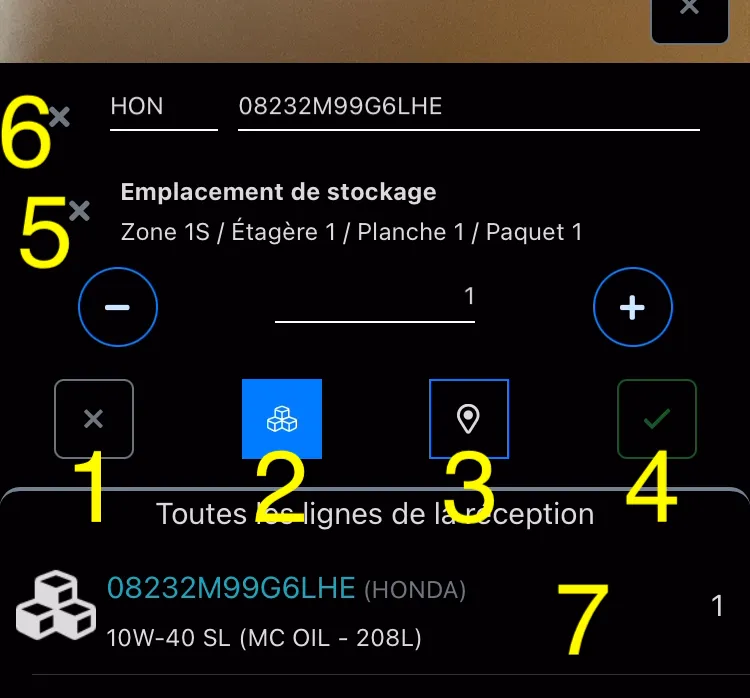 6
HON 08232M99G6LHE
5
Emplacement de stockage
Zone 1S / Étagère 1 / Planche 1 / Paquet 1
1
1 2 3 4
Toutes les lignes de la réception
08232M99G6LHE (HONDA)
7
1
10W-40 SL (MC OIL - 208L)